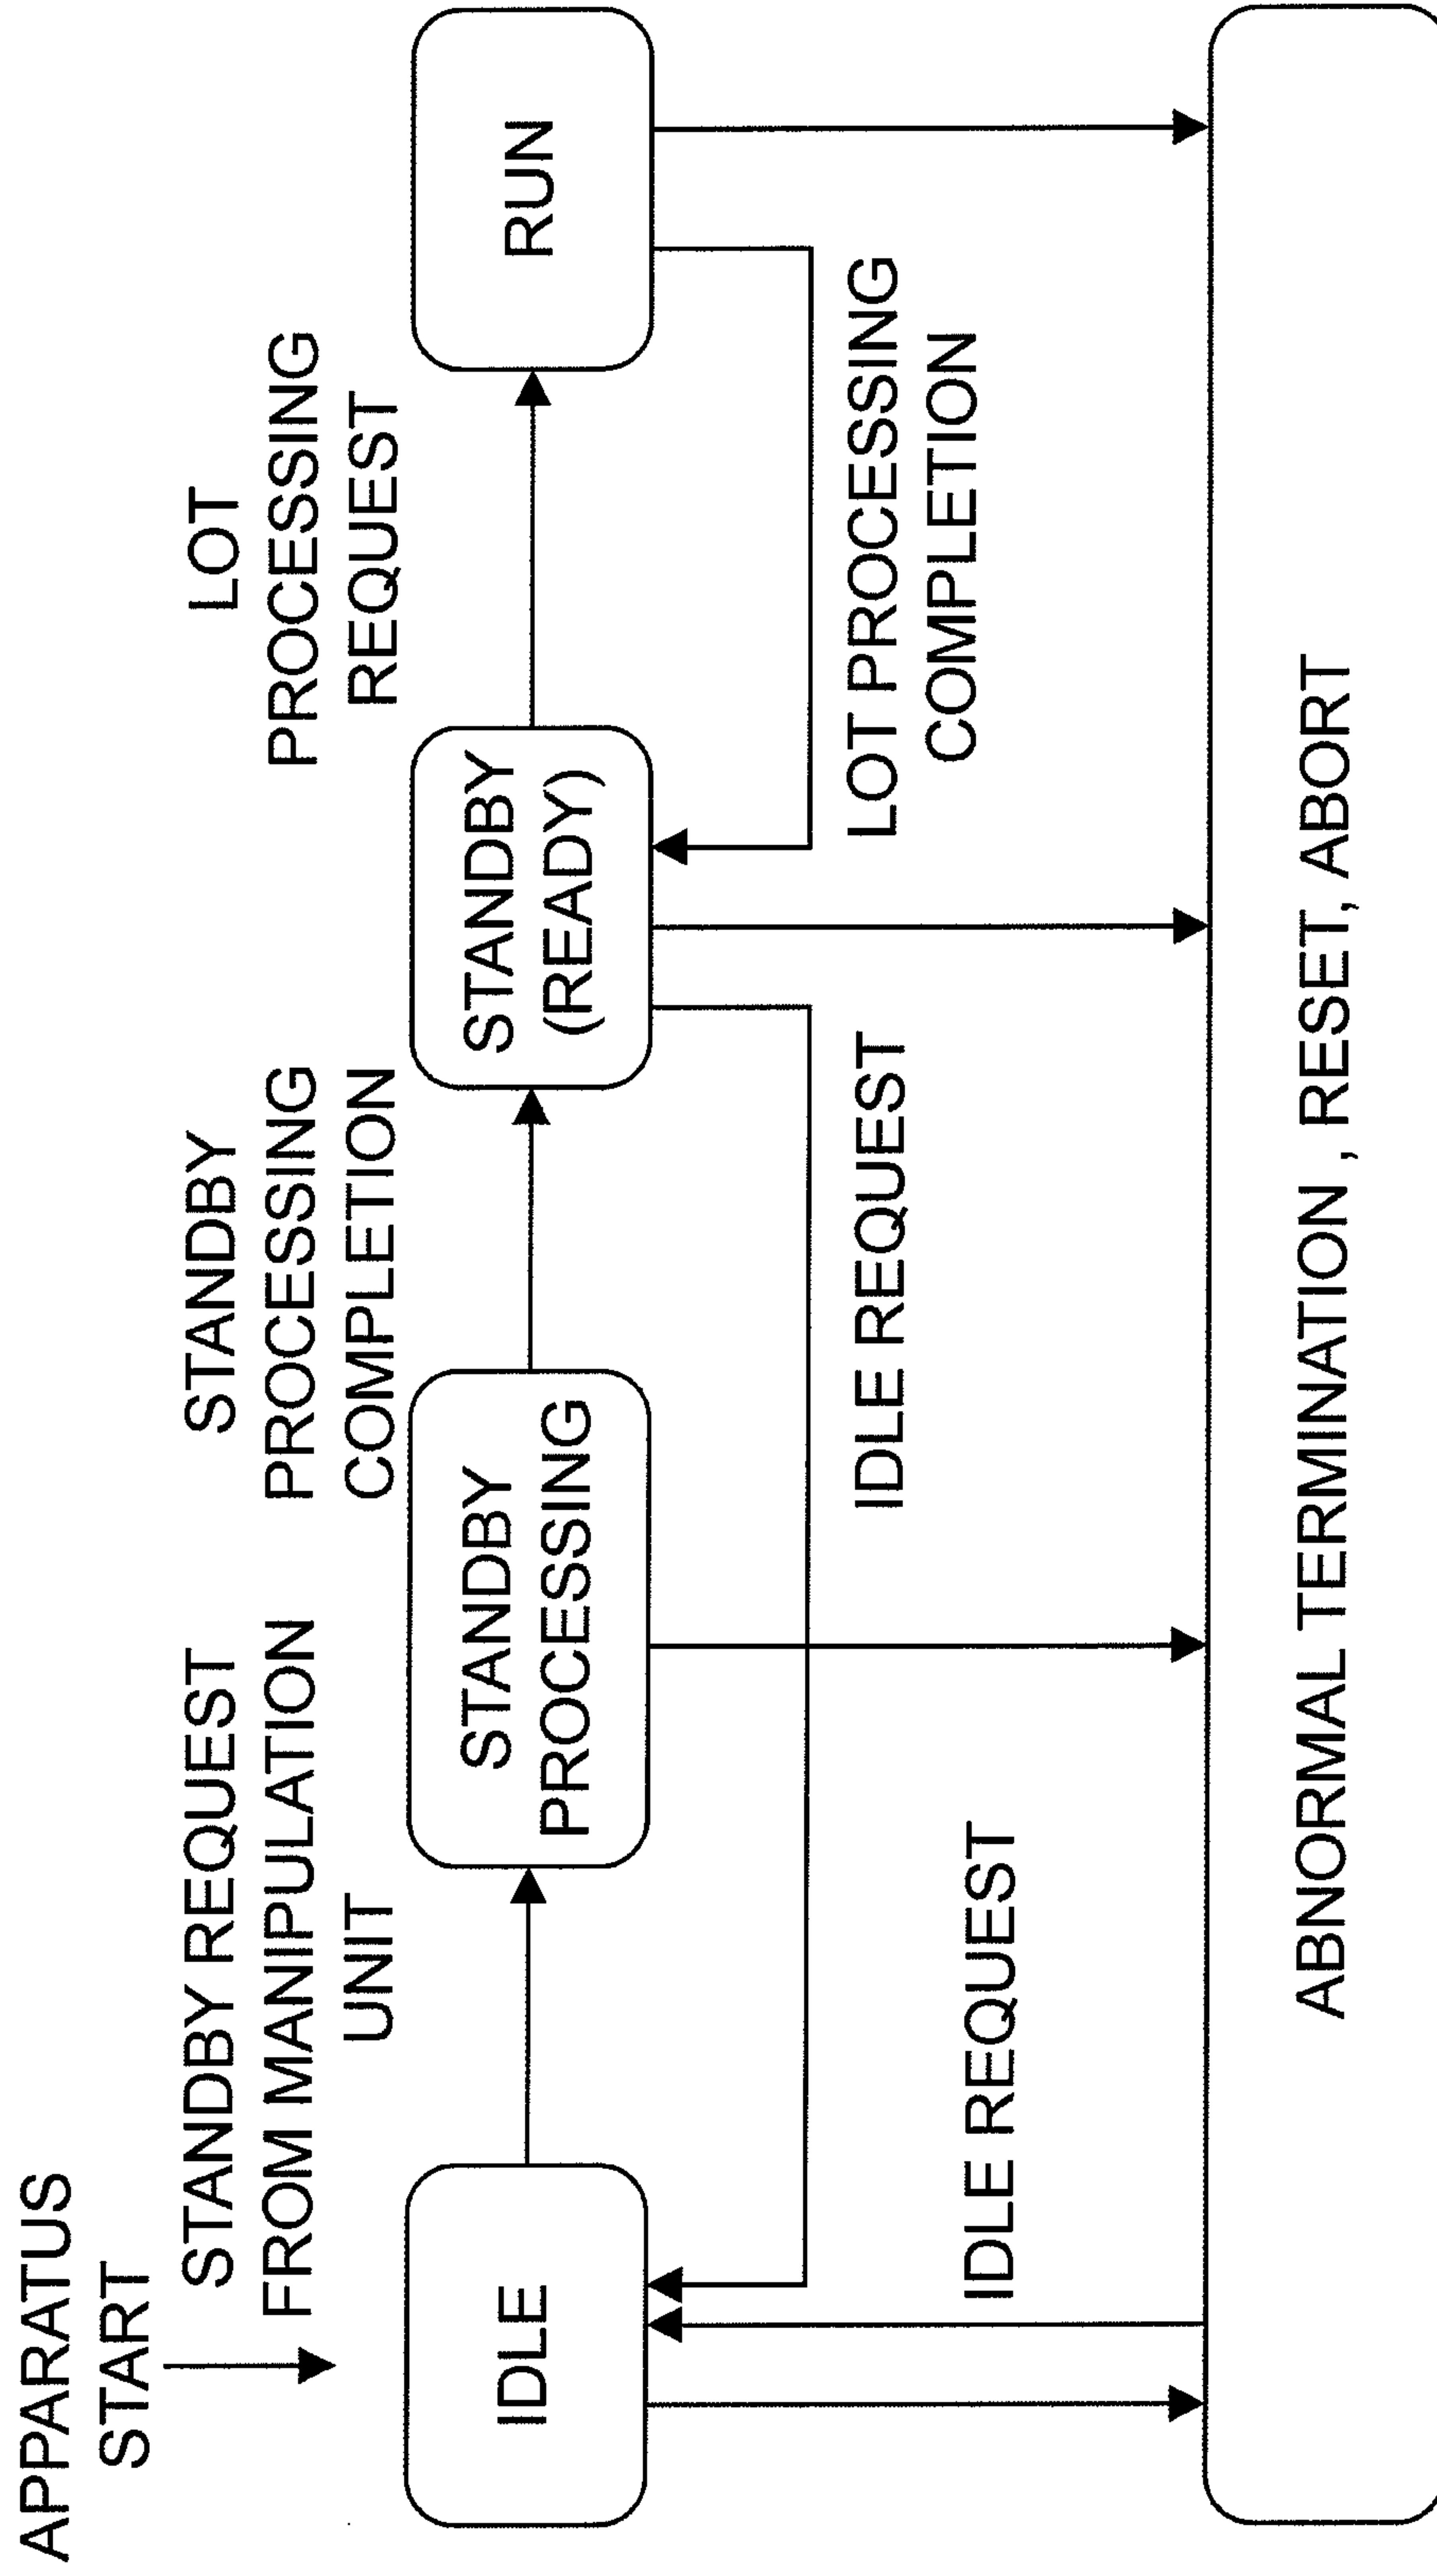 APPARATUS
START
STANDBY REQUEST
FROM MANIPULATION
UNIT
STANDBY
PROCESSING
COMPLETION
LOT
PROCESSING
REQUEST
IDLE
STANDBY
PROCESSING
STANDBY
(READY)
RUN
IDLE REQUEST
LOT PROCESSING
COMPLETION
IDLE REQUEST
ABNORMAL TERMINATION , RESET, ABORT